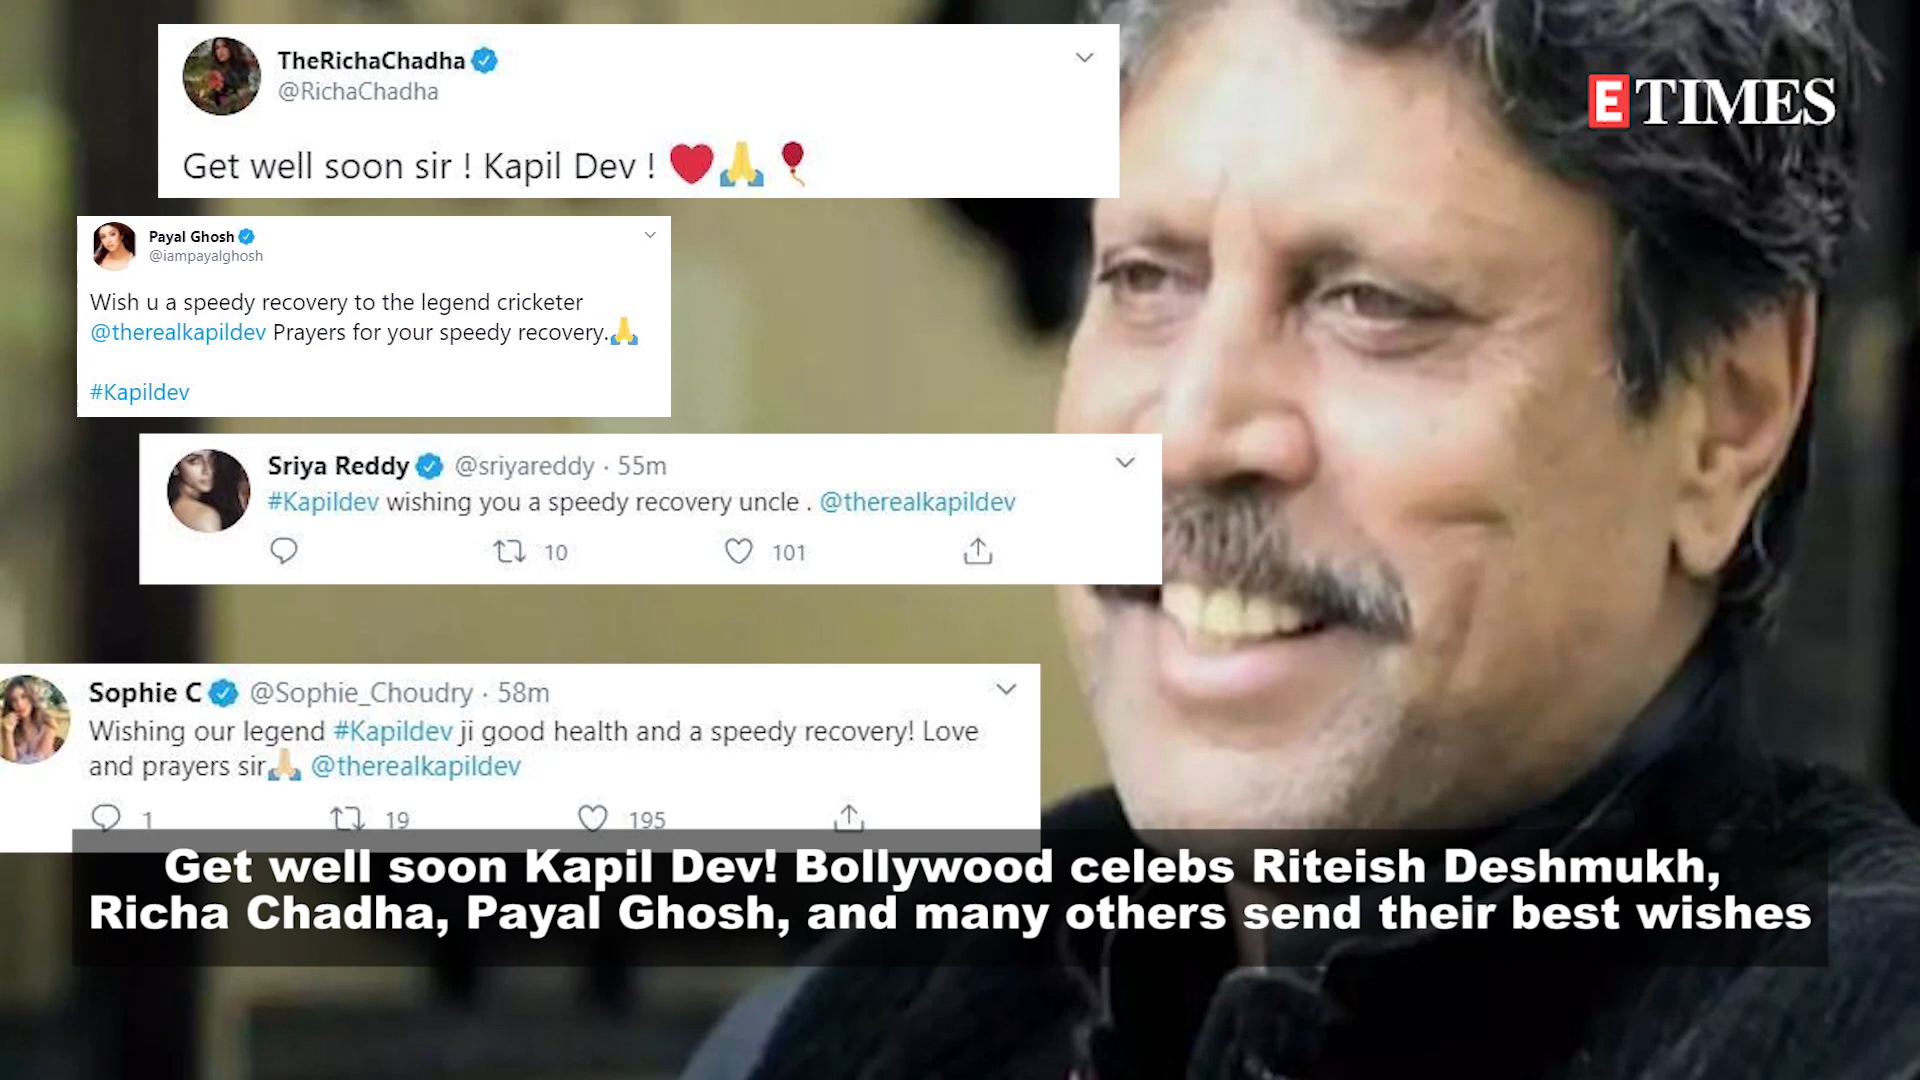 TheRichaChadha
@RichaChadha
Get well soon sir ! Kapil Dev ! ❤️🙏🎈
ETIMES
Payal Ghosh
@iampayalghosh
Wish u a speedy recovery to the legend cricketer
@therealkapildev Prayers for your speedy recovery.🙏
#Kapildev
Sriya Reddy @sriyareddy · 55m
#Kapildev wishing you a speedy recovery uncle . @therealkapildev
10 101
Sophie C @Sophie_Choudry · 58m
Wishing our legend #Kapildev ji good health and a speedy recovery! Love
and prayers sir🙏🏼 @therealkapildev
1 19 195
Get well soon Kapil Dev! Bollywood celebs Riteish Deshmukh,
Richa Chadha, Payal Ghosh, and many others send their best wishes